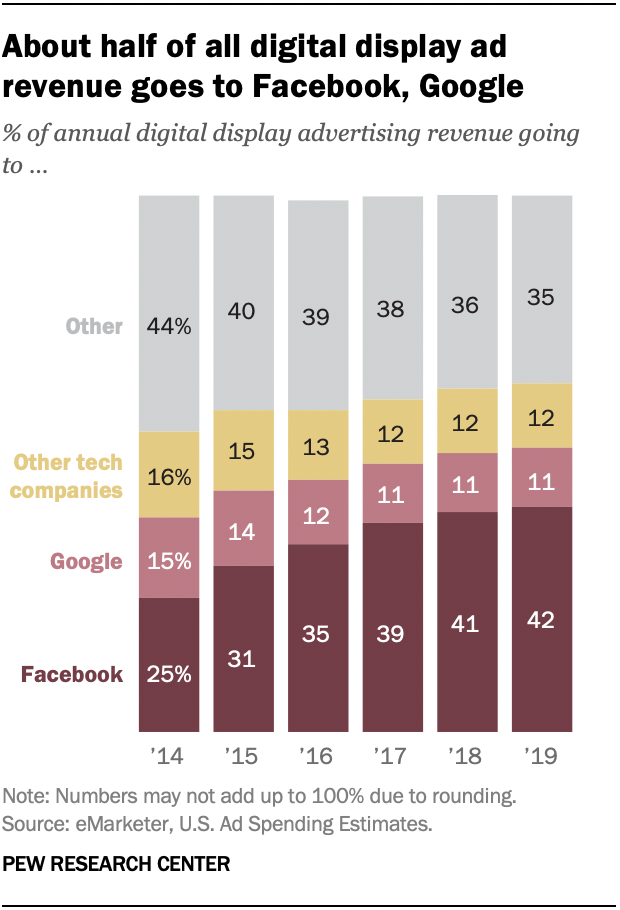 About half of all digital display ad
revenue goes to Facebook, Google
% of annual digital display advertising revenue going
to ...
Other 44% 40 39 38 36 35
Other tech
companies 16% 15 13 12 12 12
Google 15% 14 12 11 11 11
Facebook 25% 31 35 39 41 42
’14 ’15 ’16 ’17 ’18 ’19
Note: Numbers may not add up to 100% due to rounding.
Source: eMarketer, U.S. Ad Spending Estimates.
PEW RESEARCH CENTER